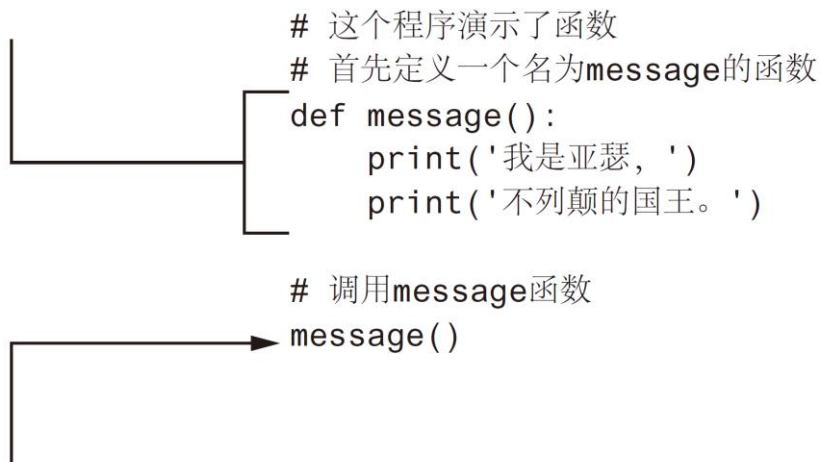 # 这个程序演示了函数
# 首先定义一个名为message的函数
def message():
    print('我是亚瑟，')
    print('不列颠的国王。')
# 调用message函数
message()